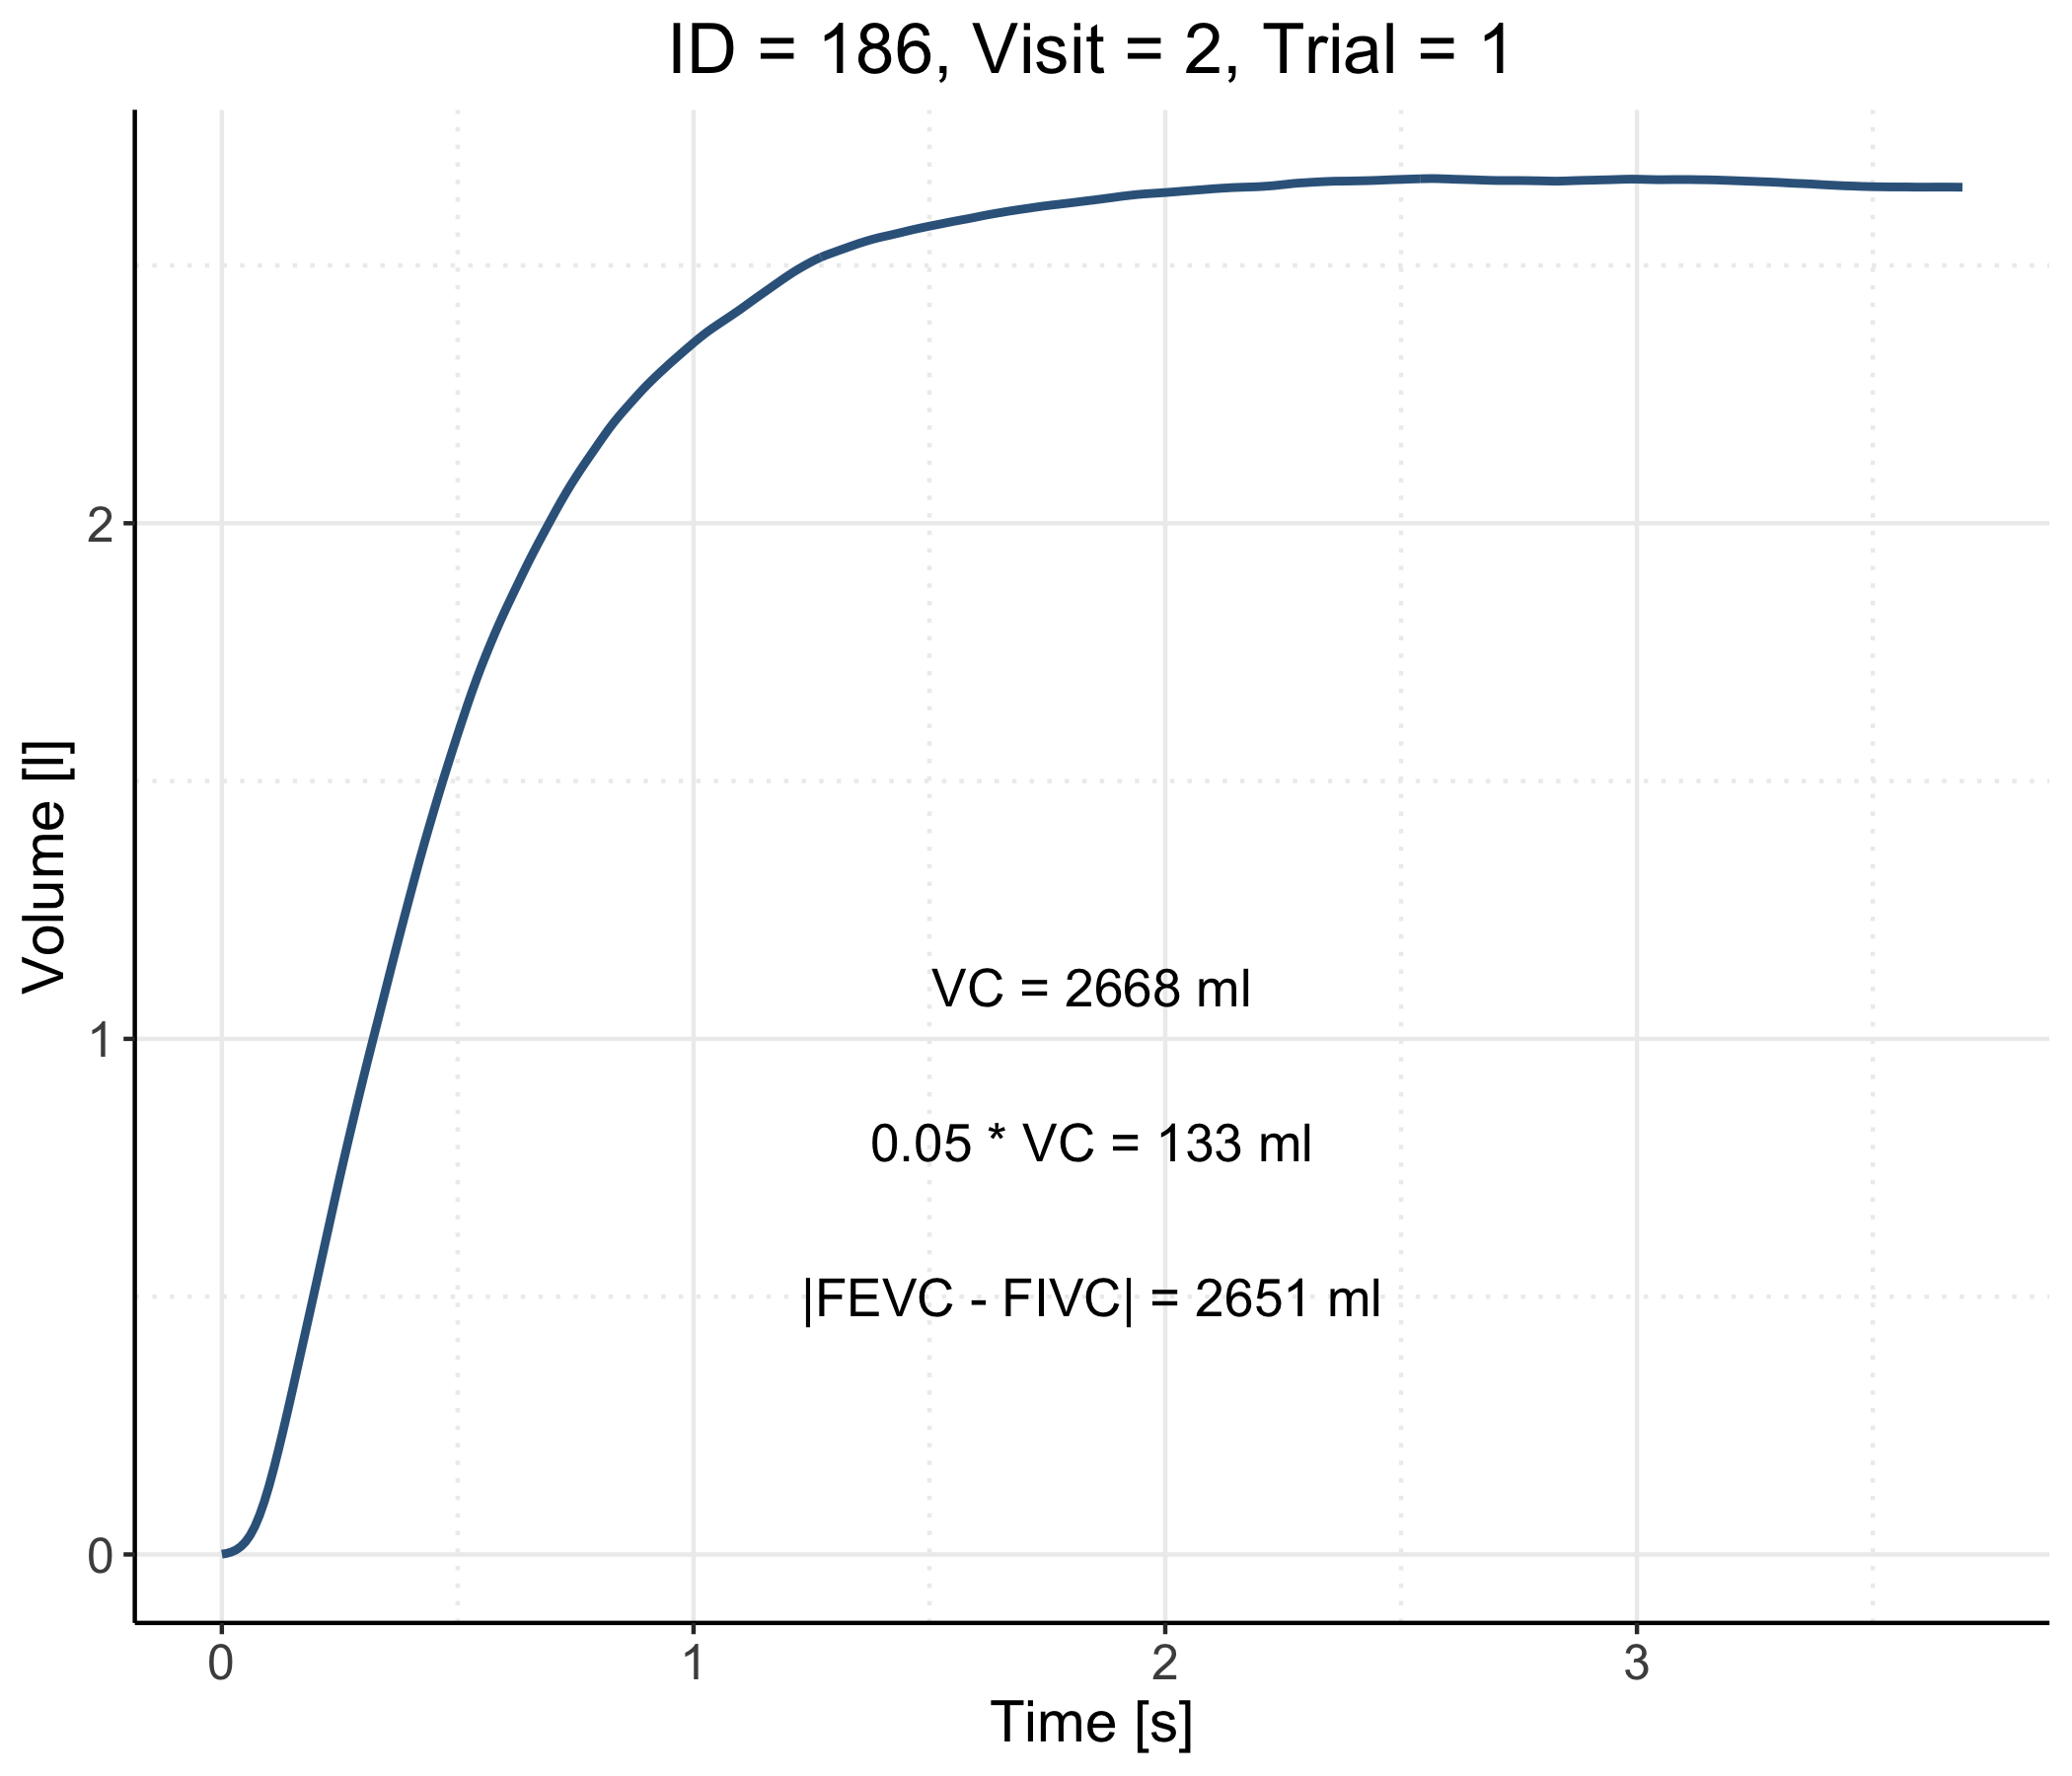 ID = 186, Visit = 2, Trial = 1
Volume [l]
2
1
0
VC = 2668 ml
0.05 * VC = 133 ml
|FEVC - FIVC| = 2651 ml
0 1 2 3
Time [s]